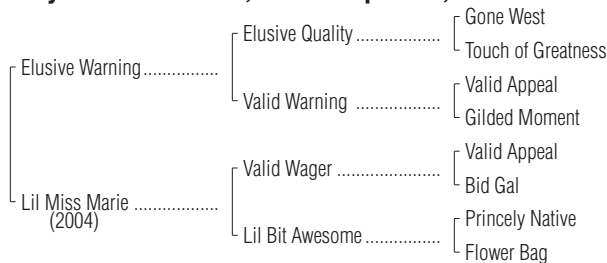 Gone West
Elusive Quality ..................
Touch of Greatness
Elusive Warning................
Valid Appeal
Valid Warning ..................
Gilded Moment
Valid Appeal
Valid Wager ......................
Bid Gal
Lil Miss Marie ..................
(2004)
Princely Native
Lil Bit Awesome ................
Flower Bag